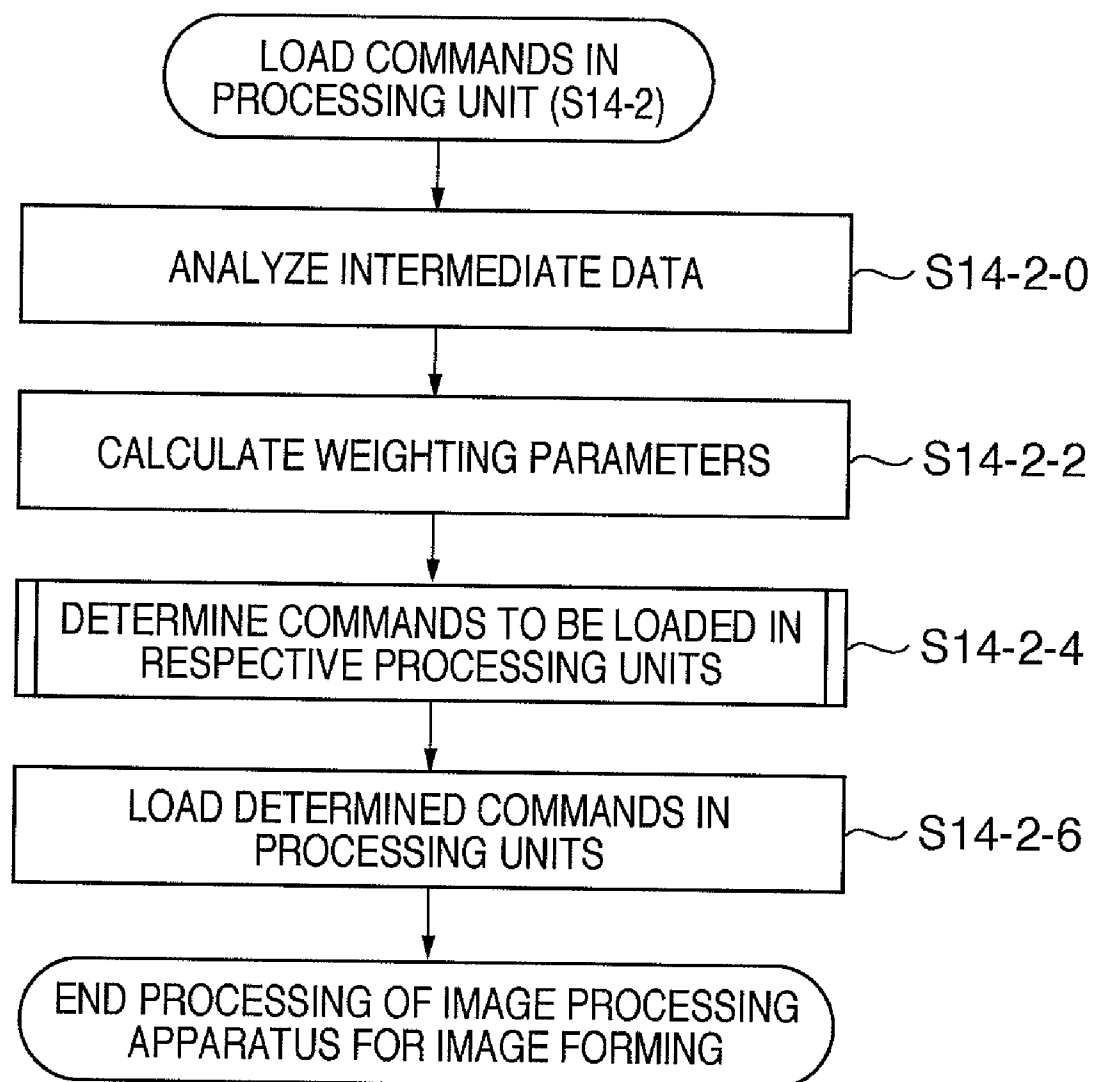 LOAD COMMANDS IN
PROCESSING UNIT (S14-2)
ANALYZE INTERMEDIATE DATA
S14-2-0
CALCULATE WEIGHTING PARAMETERS
S14-2-2
DETERMINE COMMANDS TO BE LOADED IN
RESPECTIVE PROCESSING UNITS
S14-2-4
LOAD DETERMINED COMMANDS IN
PROCESSING UNITS
S14-2-6
END PROCESSING OF IMAGE PROCESSING
APPARATUS FOR IMAGE FORMING